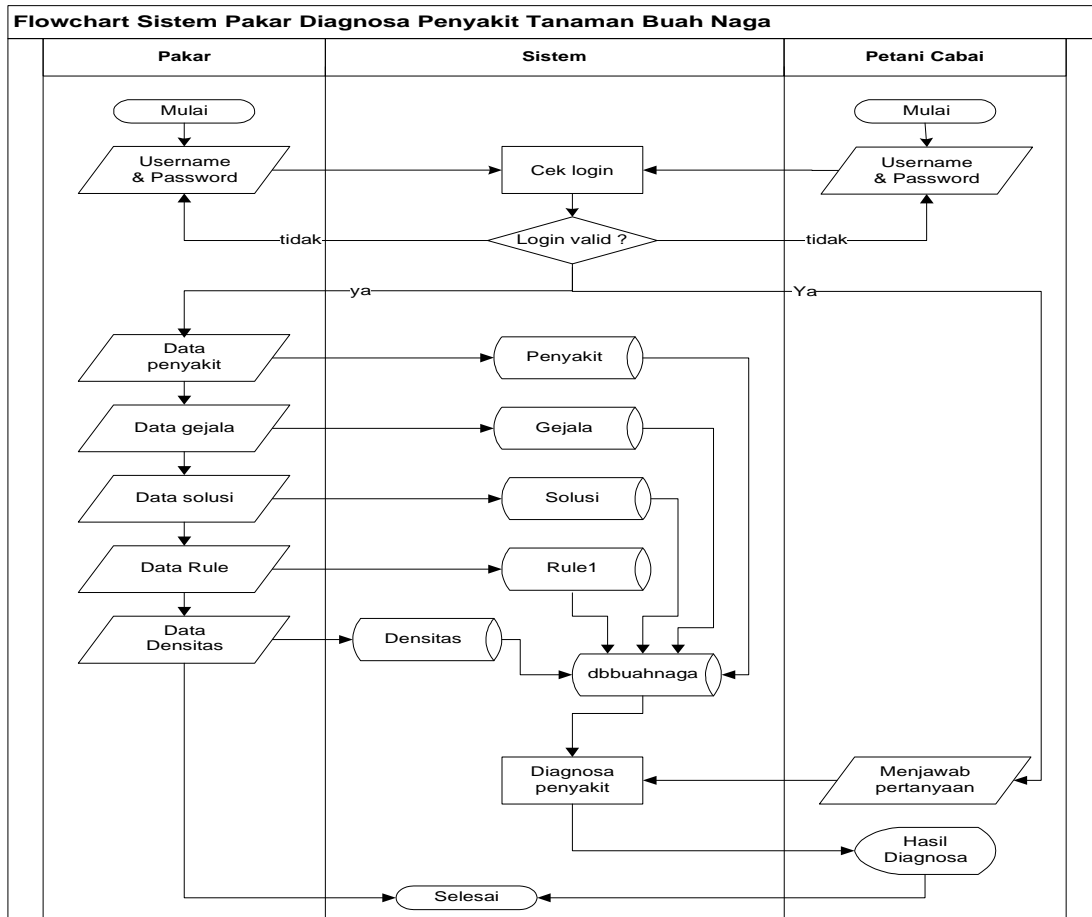 Flowchart Sistem Pakar Diagnosa Penyakit Tanaman Buah Naga
Pakar
Sistem
Petani Cabai
Mulai
Mulai
Username
& Password
Cek login
Username
& Password
tidak
Login valid ?
tidak
ya
Ya
Data
penyakit
Penyakit
Data gejala
Gejala
Data solusi
Solusi
Data Rule
Rule1
Data
Densitas
Densitas
dbbuahnaga
Diagnosa
penyakit
Menjawab
pertanyaan
Hasil
Diagnosa
Selesai